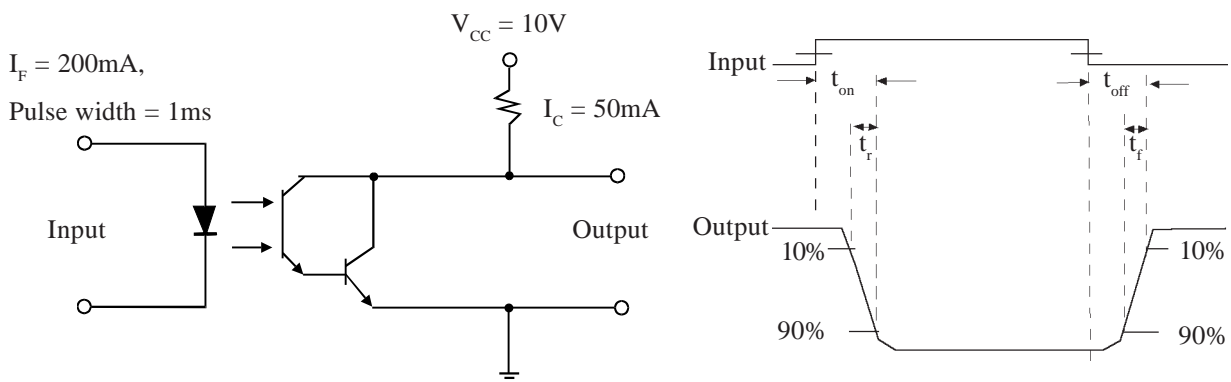 V_CC = 10V
I_F = 200mA,
Pulse width = 1ms
I_C = 50mA
Input
Output
Input
t_on
t_off
t_r
t_f
Output
10%
10%
90%
90%